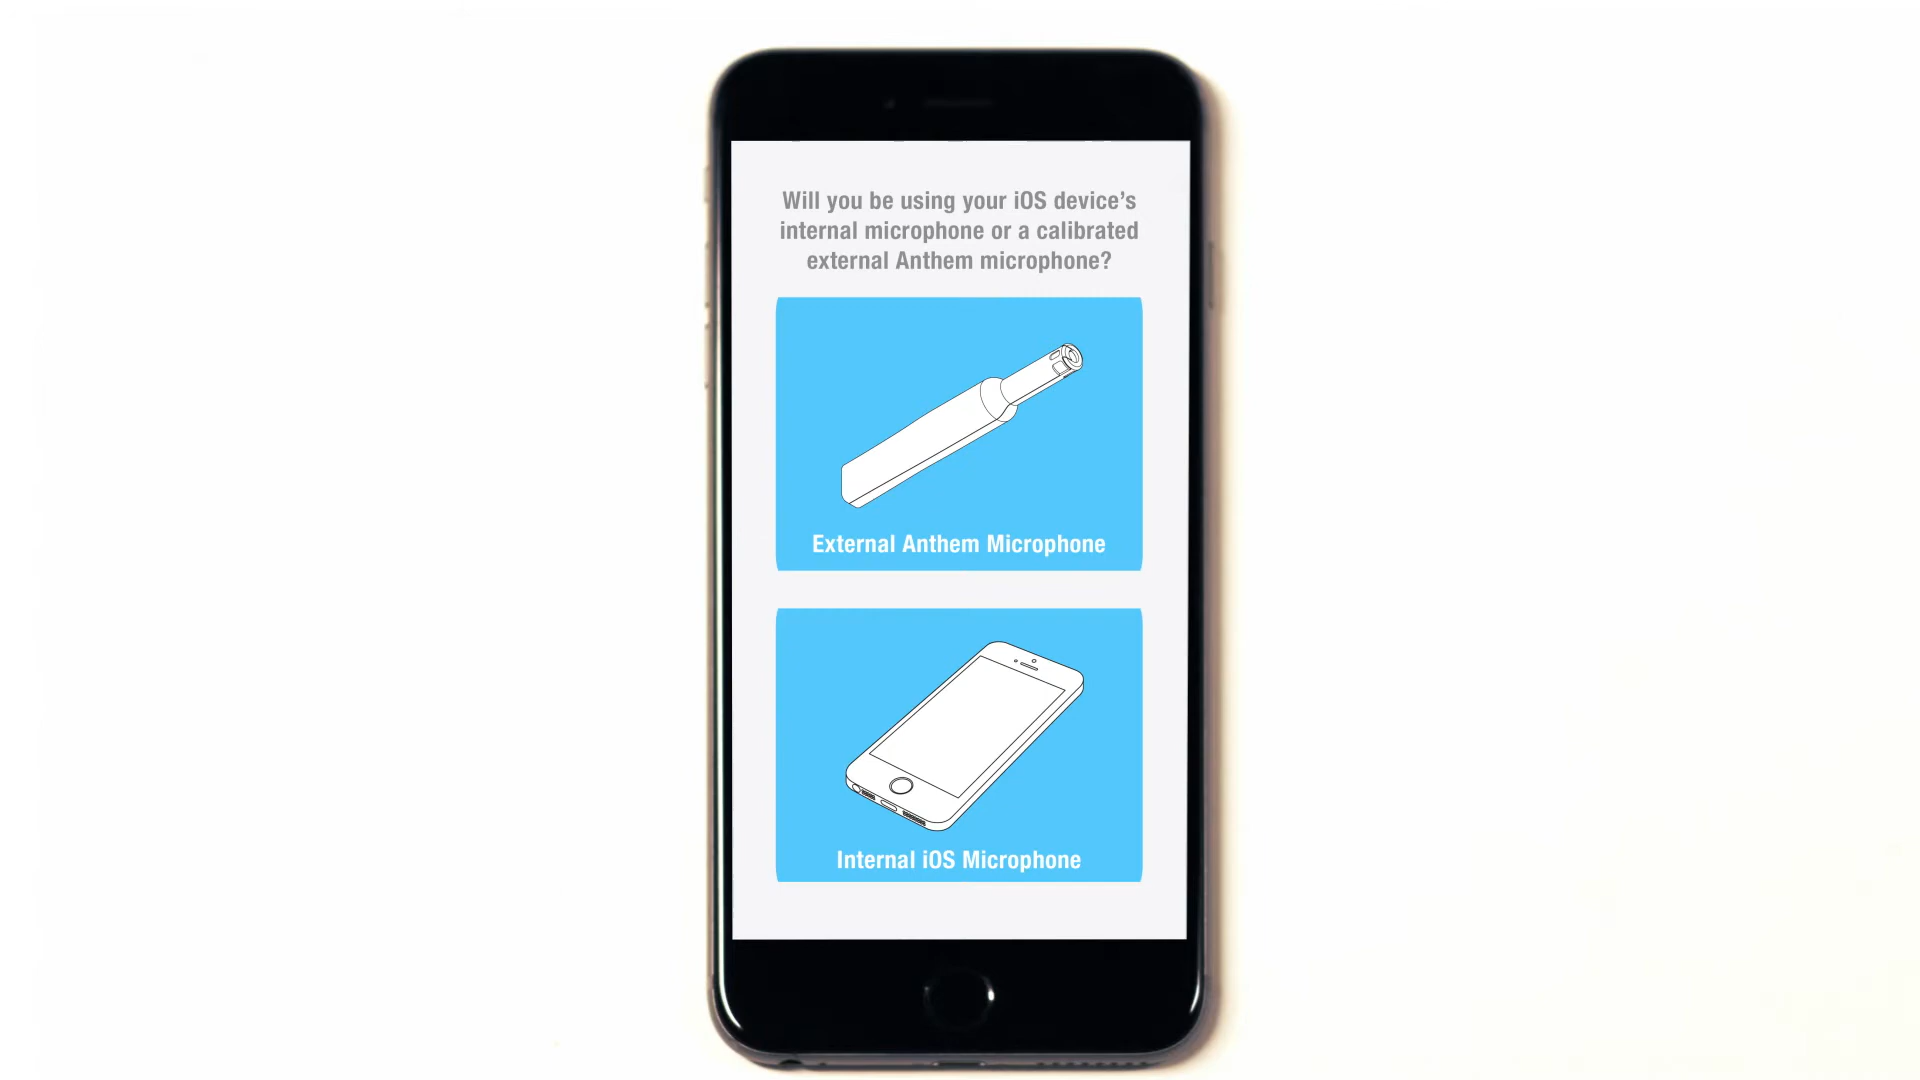 Will you be using your iOS device’s
internal microphone or a calibrated
external Anthem microphone?
External Anthem Microphone
Internal iOS Microphone